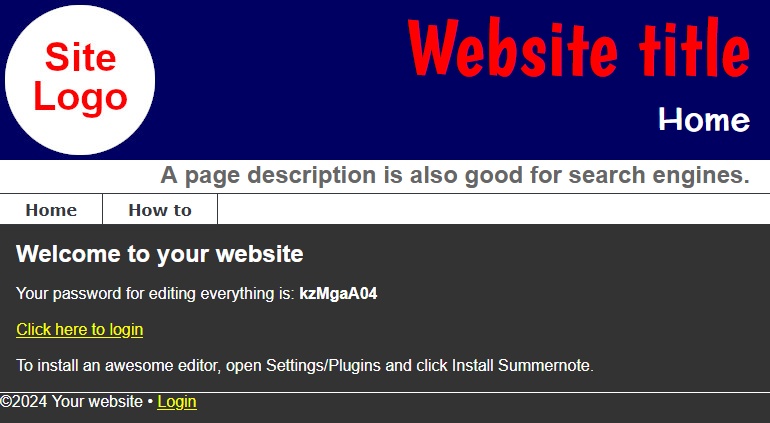 Site
Logo
Website title
Home
A page description is also good for search engines.
Home How to
Welcome to your website
Your password for editing everything is: kzMgaA04
Click here to login
To install an awesome editor, open Settings/Plugins and click Install Summernote.
©2024 Your website • Login